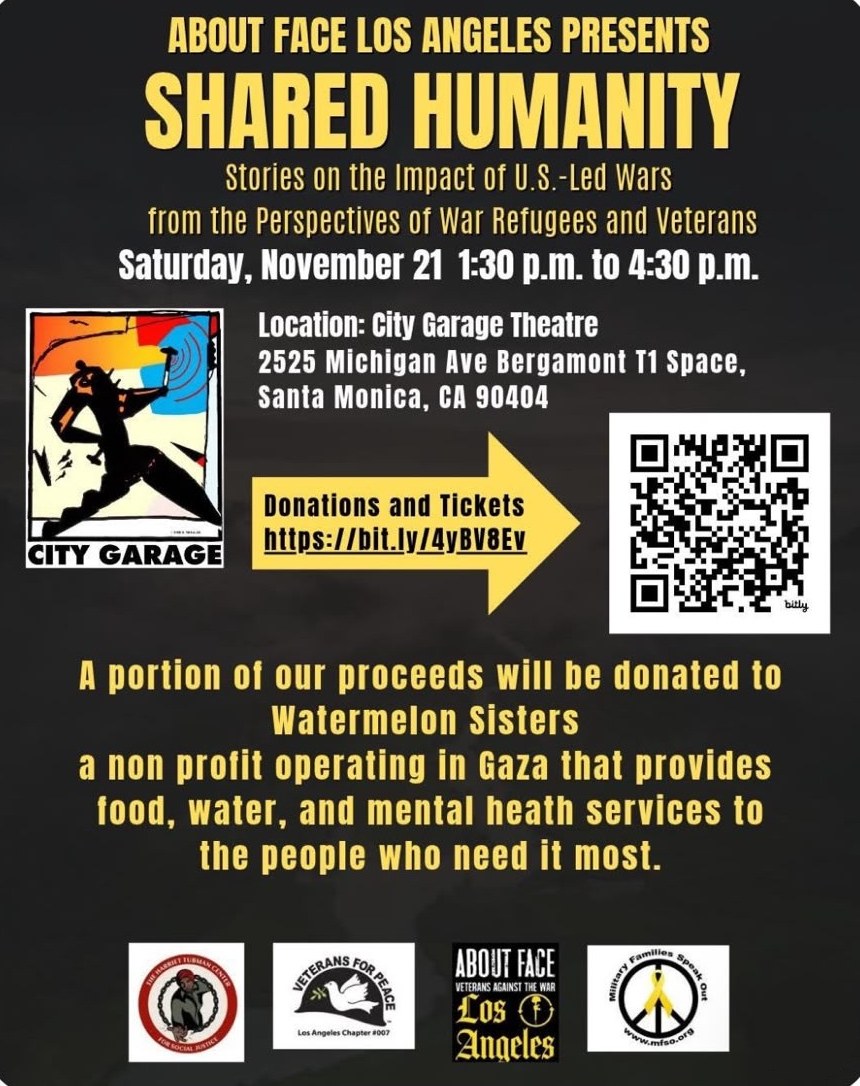 ABOUT FACE LOS ANGELES PRESENTS
SHARED HUMANITY
Stories on the Impact of U.S.-Led Wars
from the Perspectives of War Refugees and Veterans
Saturday, November 21 1:30 p.m. to 4:30 p.m.
Location: City Garage Theatre
2525 Michigan Ave Bergamont T1 Space,
Santa Monica, CA 90404
CITY GARAGE
Donations and Tickets
https://bit.ly/4yBV8Ev
bitly
A portion of our proceeds will be donated to
Watermelon Sisters
a non profit operating in Gaza that provides
food, water, and mental heath services to
the people who need it most.
THE HARRIET TUBMAN CENTER
FOR SOCIAL JUSTICE
VETERANS FOR PEACE
Los Angeles Chapter #007
ABOUT FACE
VETERANS AGAINST THE WAR
Los
Angeles
Military Families Speak Out
www.mfso.org